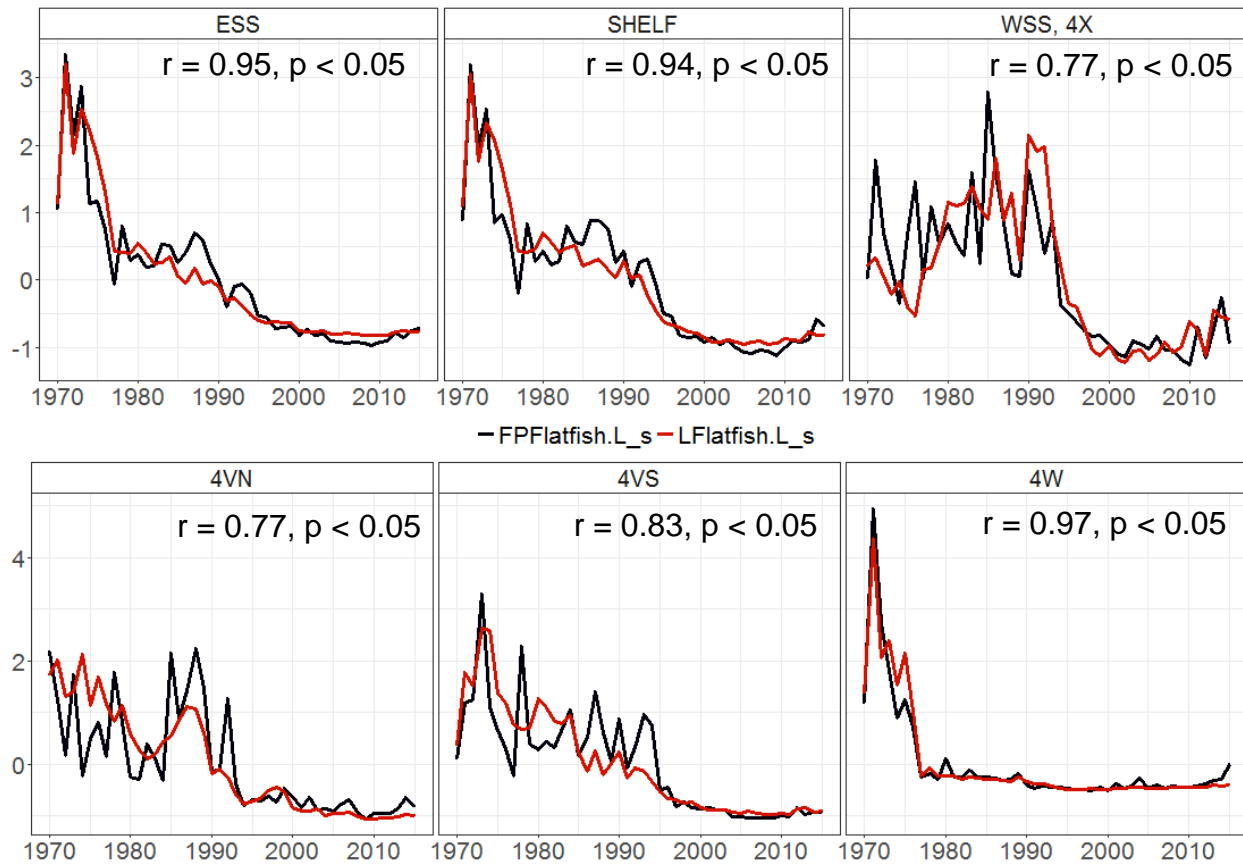 ESS SHELF WSS, 4X
r = 0.95, p < 0.05 r = 0.94, p < 0.05 r = 0.77, p < 0.05
3
2
1
0
-1
1970 1980 1990 2000 2010 1970 1980 1990 2000 2010 1970 1980 1990 2000 2010
FPFlatfish.L_s LFlatfish.L_s
4VN 4VS 4W
r = 0.77, p < 0.05 r = 0.83, p < 0.05 r = 0.97, p < 0.05
4
2
0
1970 1980 1990 2000 2010 1970 1980 1990 2000 2010 1970 1980 1990 2000 2010